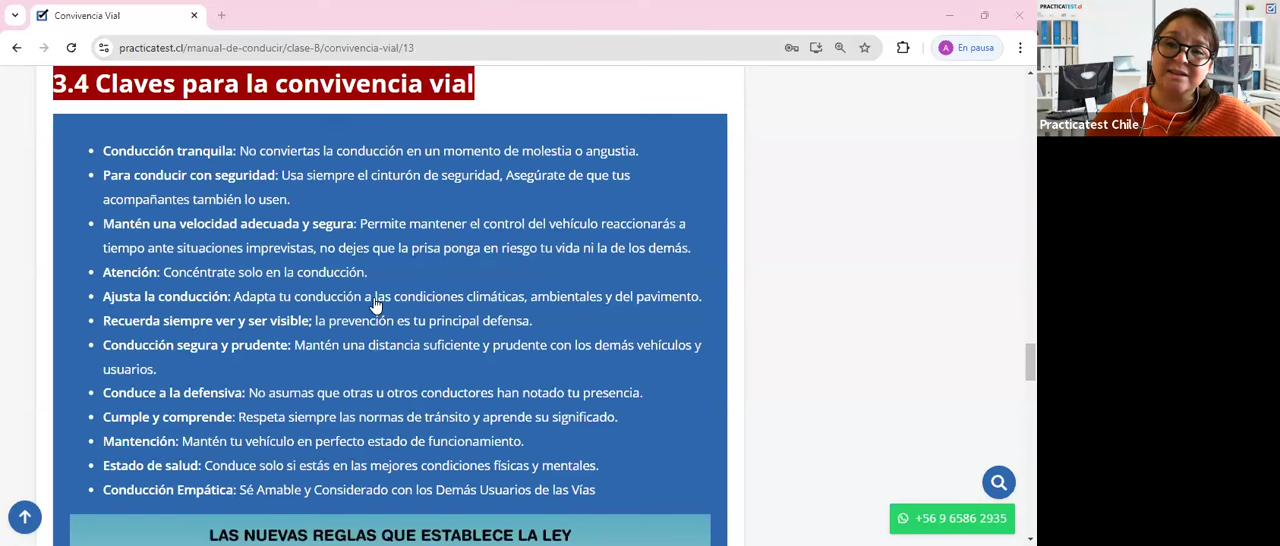 Convivencia Vial
practicatest.cl/manual-de-conducir/clase-B/convivencia-vial/13
A
En pausa
PRACTICATEST.CL
Practicatest Chile
3.4 Claves para la convivencia vial
Conducción tranquila: No conviertas la conducción en un momento de molestia o angustia.
Para conducir con seguridad: Usa siempre el cinturón de seguridad, Asegúrate de que tus
acompañantes también lo usen.
Mantén una velocidad adecuada y segura: Permite mantener el control del vehículo reaccionarás a
tiempo ante situaciones imprevistas, no dejes que la prisa ponga en riesgo tu vida ni la de los demás.
Atención: Concéntrate solo en la conducción.
Ajusta la conducción: Adapta tu conducción a las condiciones climáticas, ambientales y del pavimento.
Recuerda siempre ver y ser visible; la prevención es tu principal defensa.
Conducción segura y prudente: Mantén una distancia suficiente y prudente con los demás vehículos y
usuarios.
Conduce a la defensiva: No asumas que otras u otros conductores han notado tu presencia.
Cumple y comprende: Respeta siempre las normas de tránsito y aprende su significado.
Mantención: Mantén tu vehículo en perfecto estado de funcionamiento.
Estado de salud: Conduce solo si estás en las mejores condiciones físicas y mentales.
Conducción Empática: Sé Amable y Considerado con los Demás Usuarios de las Vías
+56 9 6586 2935
LAS NUEVAS REGLAS QUE ESTABLECE LA LEY